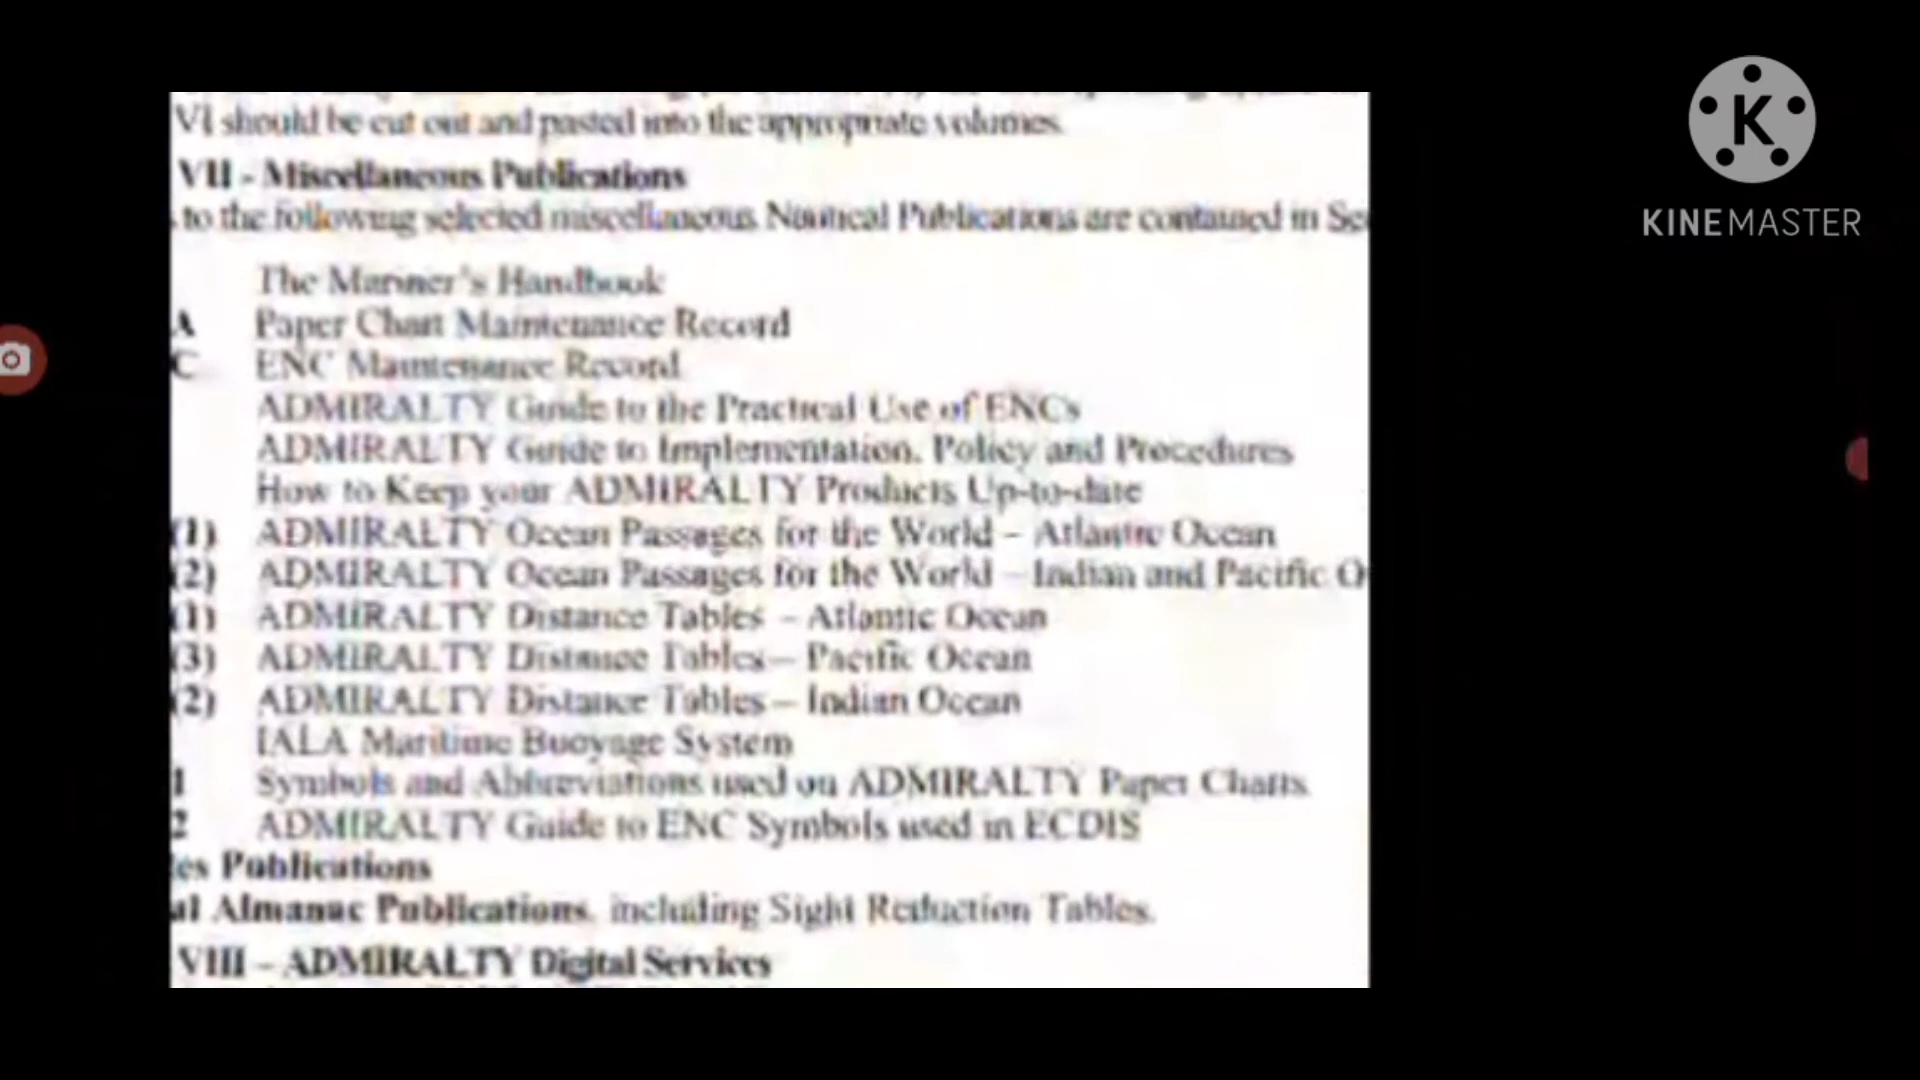 VI should be cut out and pasted into the appropriate volumes.
VII - Miscellaneous Publications
to the following selected miscellaneous Nautical Publications are contained in Sec
The Mariner's Handbook
A Paper Chart Maintenance Record
C ENC Maintenance Record
ADMIRALTY Guide to the Practical Use of ENCs
ADMIRALTY Guide to Implementation, Policy and Procedures
How to Keep your ADMIRALTY Products Up-to-date
(1) ADMIRALTY Ocean Passages for the World – Atlantic Ocean
(2) ADMIRALTY Ocean Passages for the World – Indian and Pacific O
(1) ADMIRALTY Distance Tables – Atlantic Ocean
(3) ADMIRALTY Distance Tables – Pacific Ocean
(2) ADMIRALTY Distance Tables – Indian Ocean
IALA Maritime Buoyage System
1 Symbols and Abbreviations used on ADMIRALTY Paper Charts
2 ADMIRALTY Guide to ENC Symbols used in ECDIS
es Publications
al Almanac Publications, including Sight Reduction Tables.
VIII – ADMIRALTY Digital Services
K
KINEMASTER